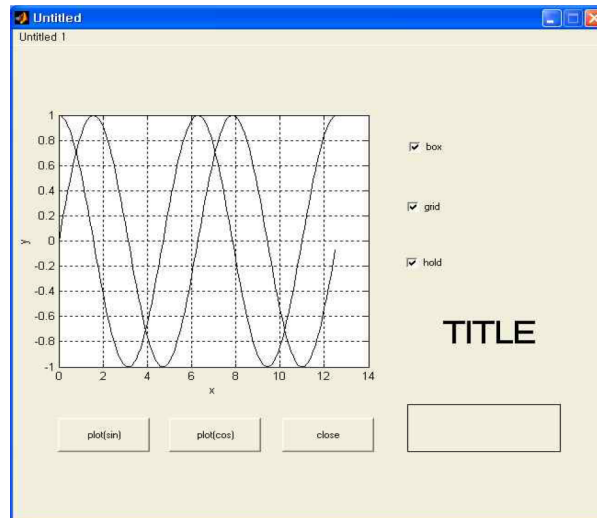 Untitled
Untitled 1
1
0.8
0.6
0.4
0.2
0
-0.2
-0.4
-0.6
-0.8
-1
y
0 2 4 6 8 10 12 14
x
box
grid
hold
TITLE
plot(sin) plot(cos) close